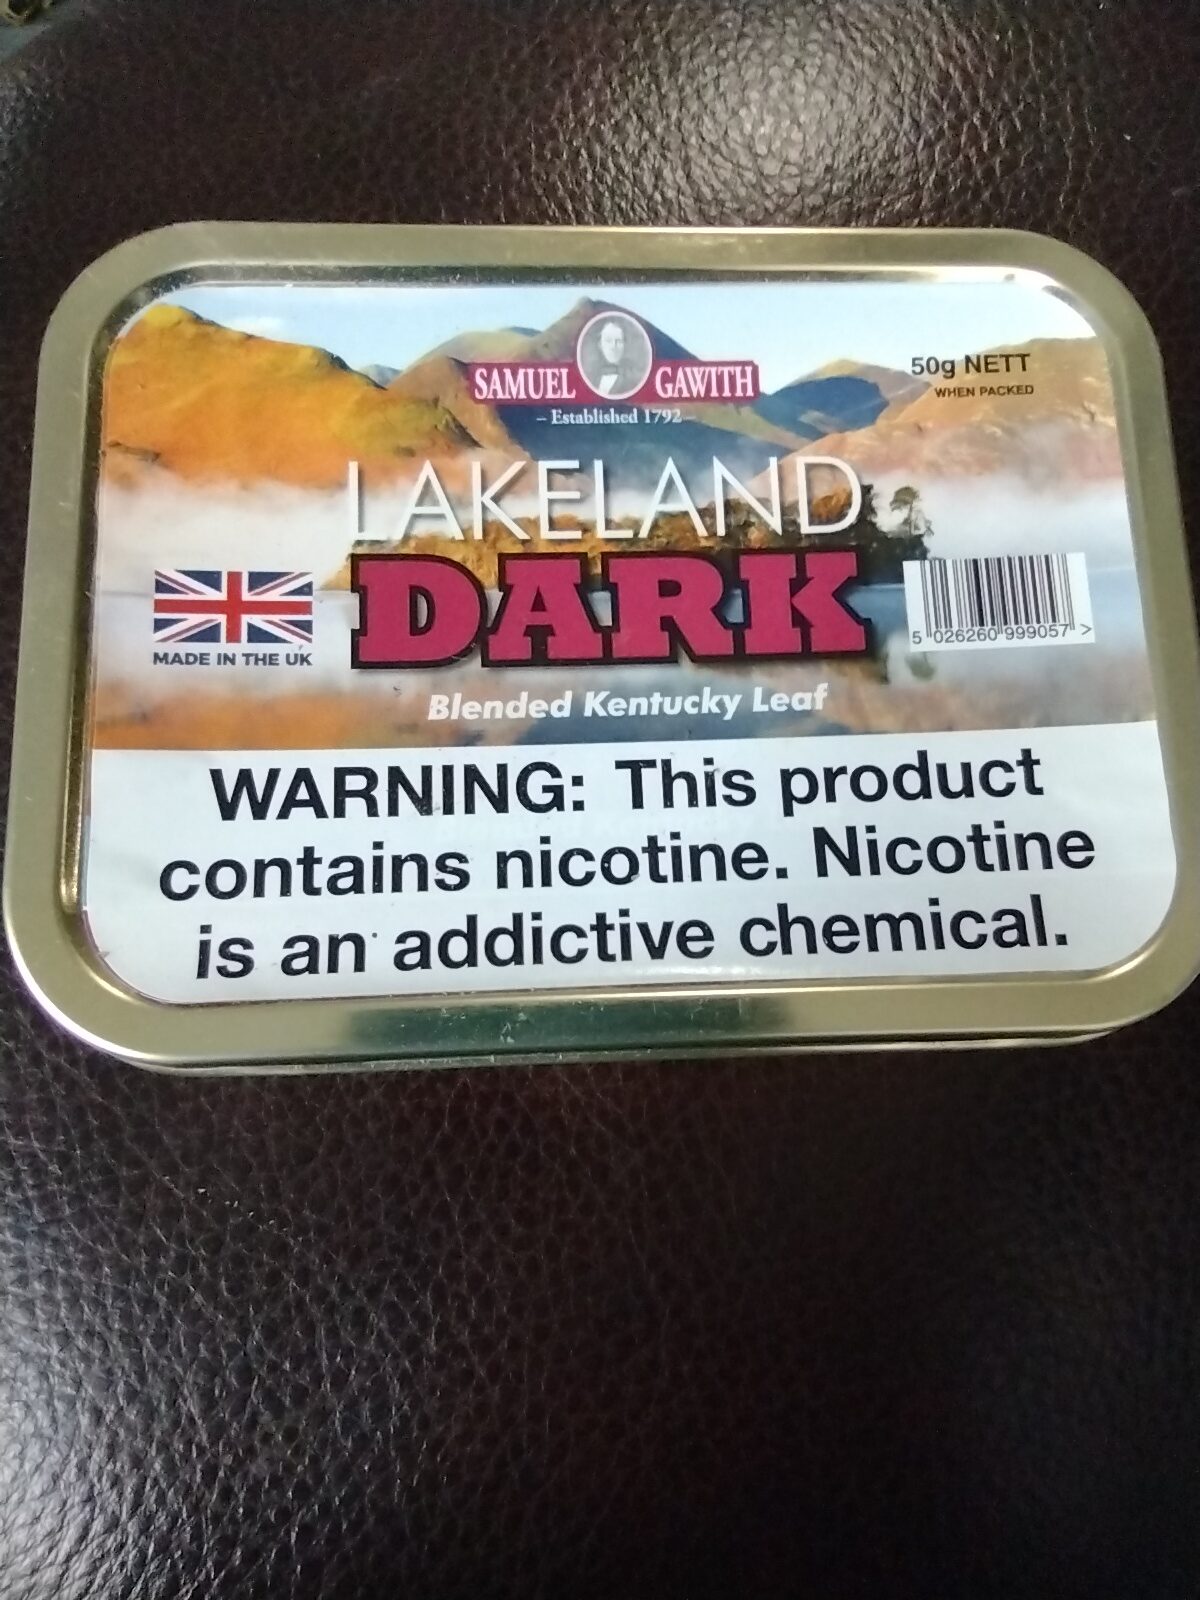 SAMUEL GAWITH
– Established 1792 –
50g NETT
WHEN PACKED
LAKELAND
DARK
MADE IN THE UK
5 026260 999057 >
Blended Kentucky Leaf
WARNING: This product
contains nicotine. Nicotine
is an addictive chemical.